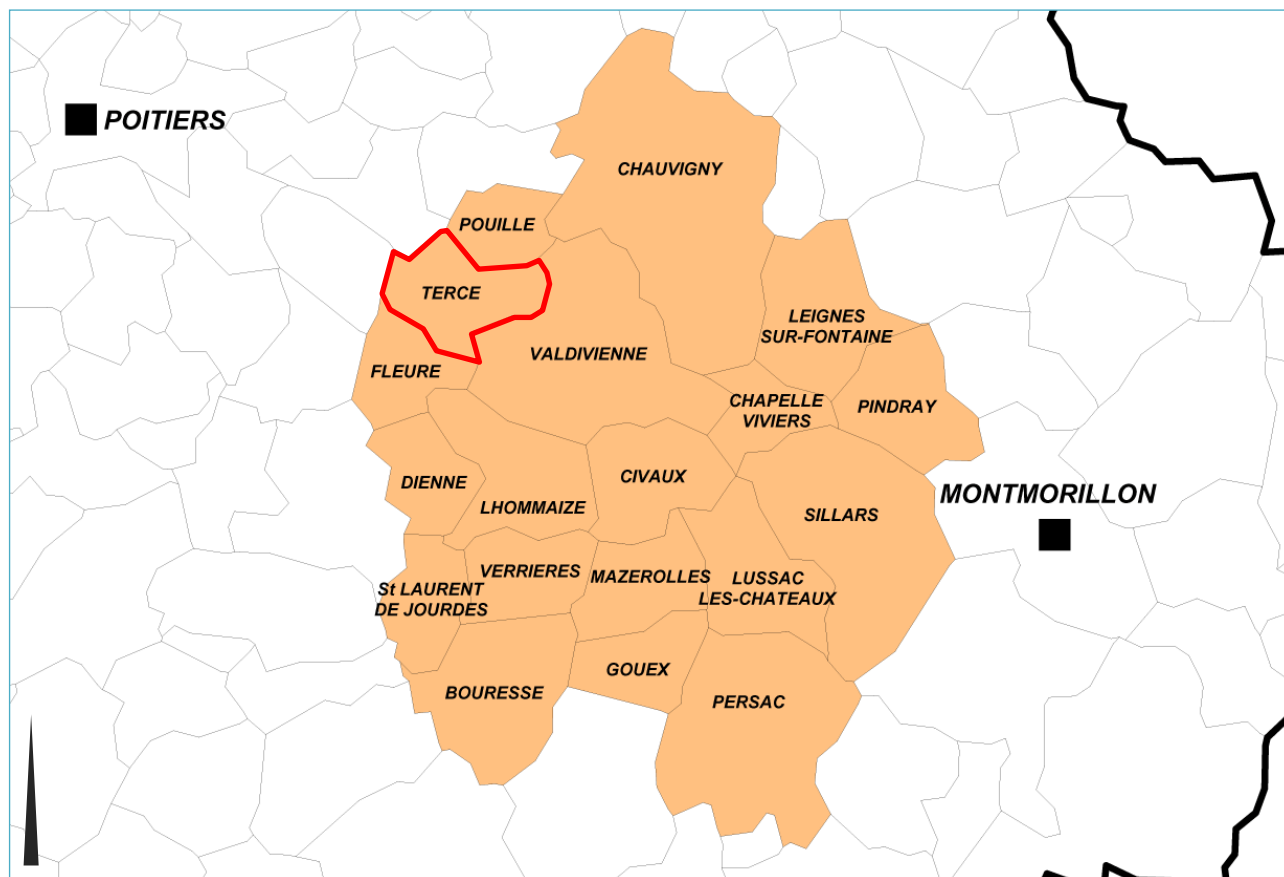 POITIERS
CHAUVIGNY
POUILLE
TERCE
LEIGNES
SUR-FONTAINE
VALDIVIENNE
FLEURE
CHAPELLE
VIVIERS
PINDRAY
DIENNE
CIVAUX
LHOMMAIZE
MONTMORILLON
SILLARS
VERRIERES
MAZEROLLES
LUSSAC
LES-CHATEAUX
St LAURENT
DE JOURDES
GOUEX
BOURESSE
PERSAC